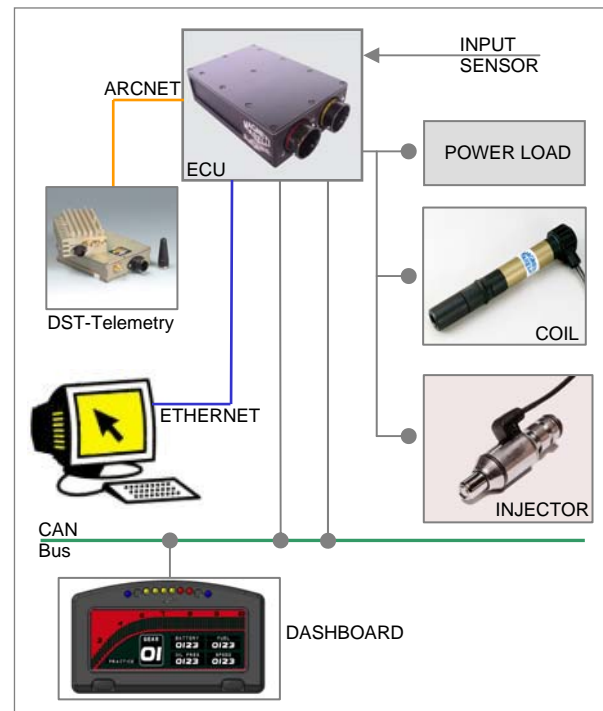 INPUT
SENSOR
ARCNET
ECU
POWER LOAD
DST-Telemetry
COIL
ETHERNET
INJECTOR
CAN
Bus
GEAR
01
BATTERY
0123
FUEL
0123
OIL PRES
0123
SPEED
0123
PRACTICE
DASHBOARD